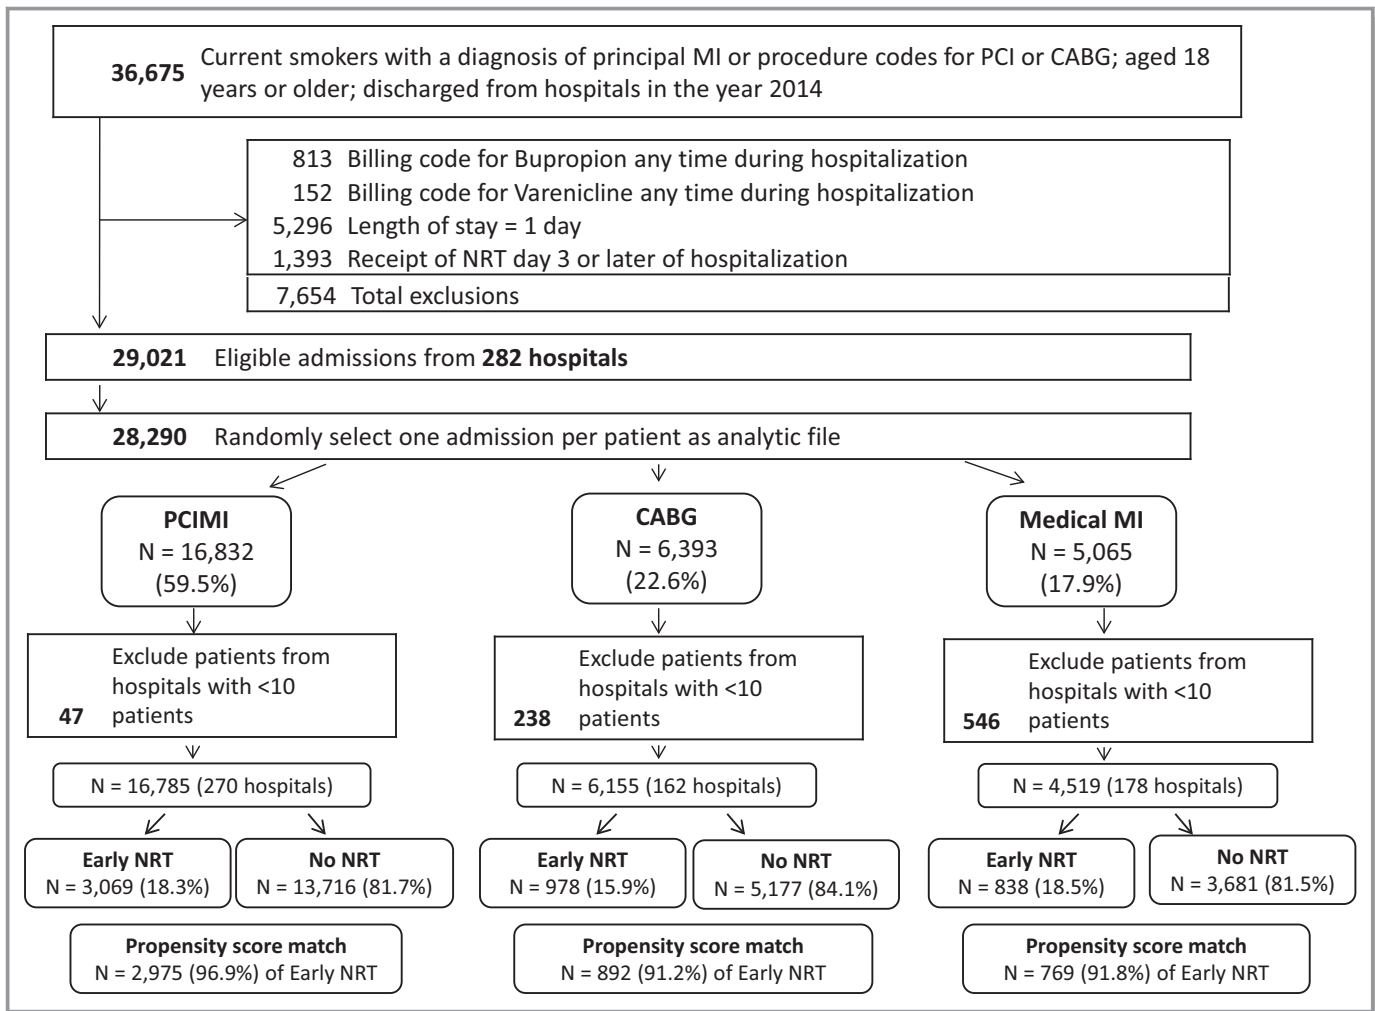 36,675 Current smokers with a diagnosis of principal MI or procedure codes for PCI or CABG; aged 18
years or older; discharged from hospitals in the year 2014
813 Billing code for Bupropion any time during hospitalization
152 Billing code for Varenicline any time during hospitalization
5,296 Length of stay = 1 day
1,393 Receipt of NRT day 3 or later of hospitalization
7,654 Total exclusions
29,021 Eligible admissions from 282 hospitals
28,290 Randomly select one admission per patient as analytic file
PCIMI
N = 16,832
(59.5%)
CABG
N = 6,393
(22.6%)
Medical MI
N = 5,065
(17.9%)
Exclude patients from
hospitals with <10
47 patients
Exclude patients from
hospitals with <10
238 patients
Exclude patients from
hospitals with <10
546 patients
N = 16,785 (270 hospitals)
N = 6,155 (162 hospitals)
N = 4,519 (178 hospitals)
Early NRT
N = 3,069 (18.3%)
No NRT
N = 13,716 (81.7%)
Early NRT
N = 978 (15.9%)
No NRT
N = 5,177 (84.1%)
Early NRT
N = 838 (18.5%)
No NRT
N = 3,681 (81.5%)
Propensity score match
N = 2,975 (96.9%) of Early NRT
Propensity score match
N = 892 (91.2%) of Early NRT
Propensity score match
N = 769 (91.8%) of Early NRT